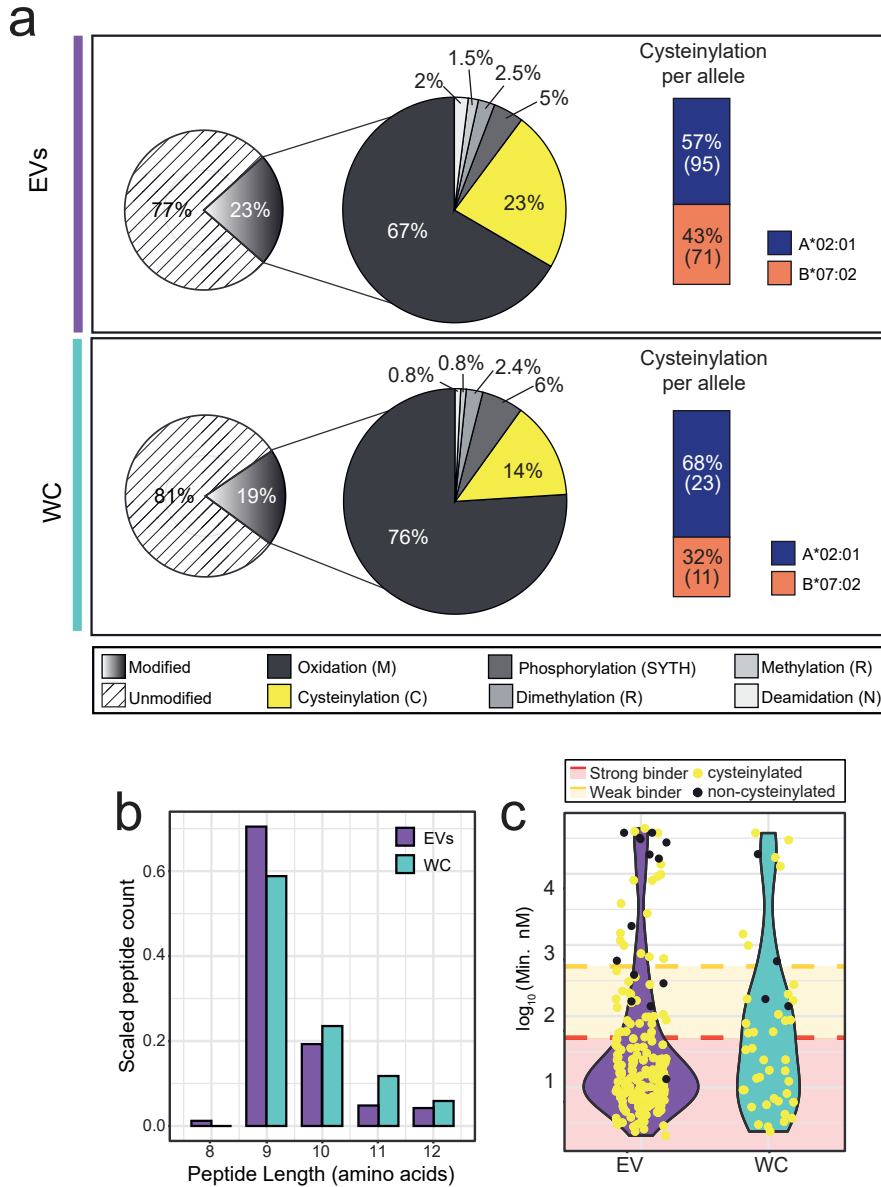 a
EVs
77%
23%
2%
1.5%
2.5%
5%
23%
67%
Cysteinylation
per allele
57%
(95)
43%
(71)
A*02:01
B*07:02
WC
81%
19%
0.8%
0.8%
2.4%
6%
14%
76%
Cysteinylation
per allele
68%
(23)
32%
(11)
A*02:01
B*07:02
Modified
Oxidation (M)
Phosphorylation (SYTH)
Methylation (R)
Unmodified
Cysteinylation (C)
Dimethylation (R)
Deamidation (N)
b
Scaled peptide count
0.6
0.4
0.2
0.0
EVs
WC
8 9 10 11 12
Peptide Length (amino acids)
c
Strong binder
cysteinylated
Weak binder
non-cysteinylated
log10(Min. nM)
4
3
2
1
EV WC